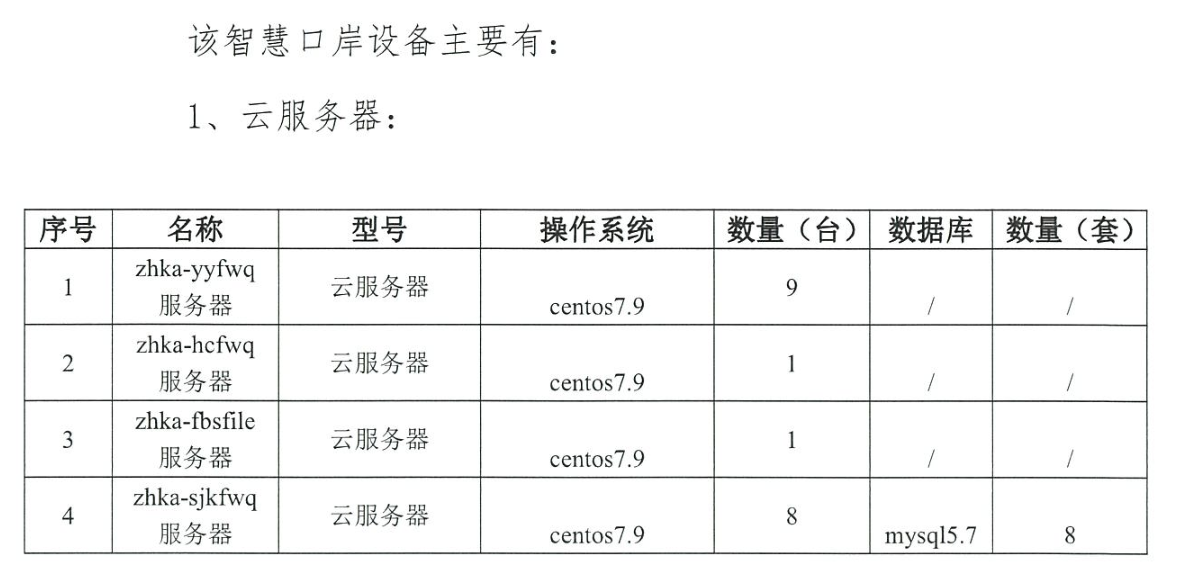 该智慧口岸设备主要有：
1、云服务器：
序号 名称 型号 操作系统 数量（台） 数据库 数量（套）
1 zhka-yyfwq 服务器 云服务器 centos7.9 9 / /
2 zhka-hcfwq 服务器 云服务器 centos7.9 1 / /
3 zhka-fbsfile 服务器 云服务器 centos7.9 1 / /
4 zhka-sjkfwq 服务器 云服务器 centos7.9 8 mysql5.7 8